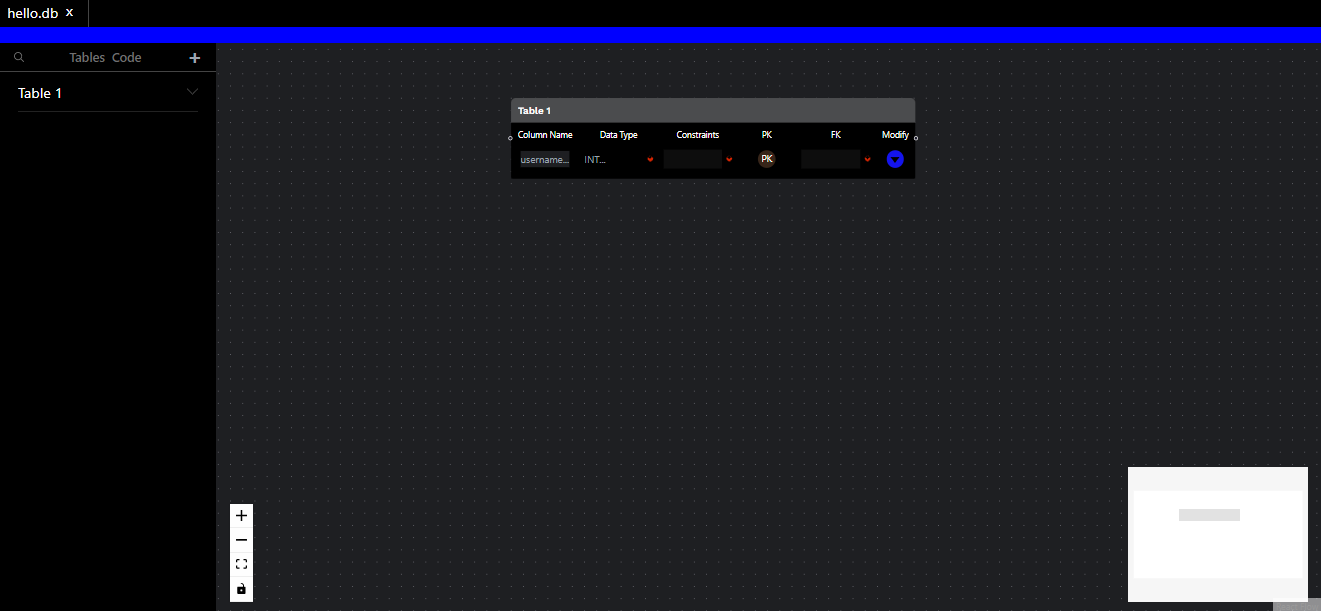 hello.db x
Tables Code +
Table 1
Table 1
Column Name Data Type Constraints PK FK Modify
username... INT... PK